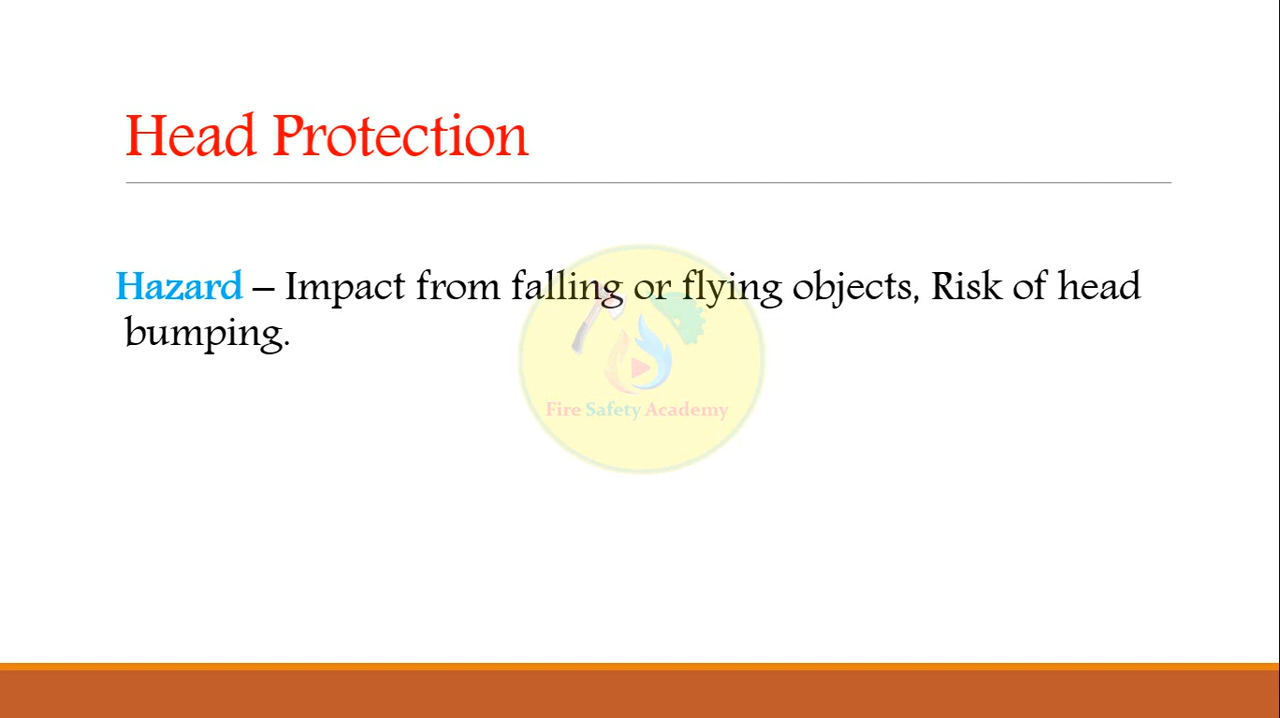 Head Protection
Hazard – Impact from falling or flying objects, Risk of head
bumping.
Fire Safety Academy